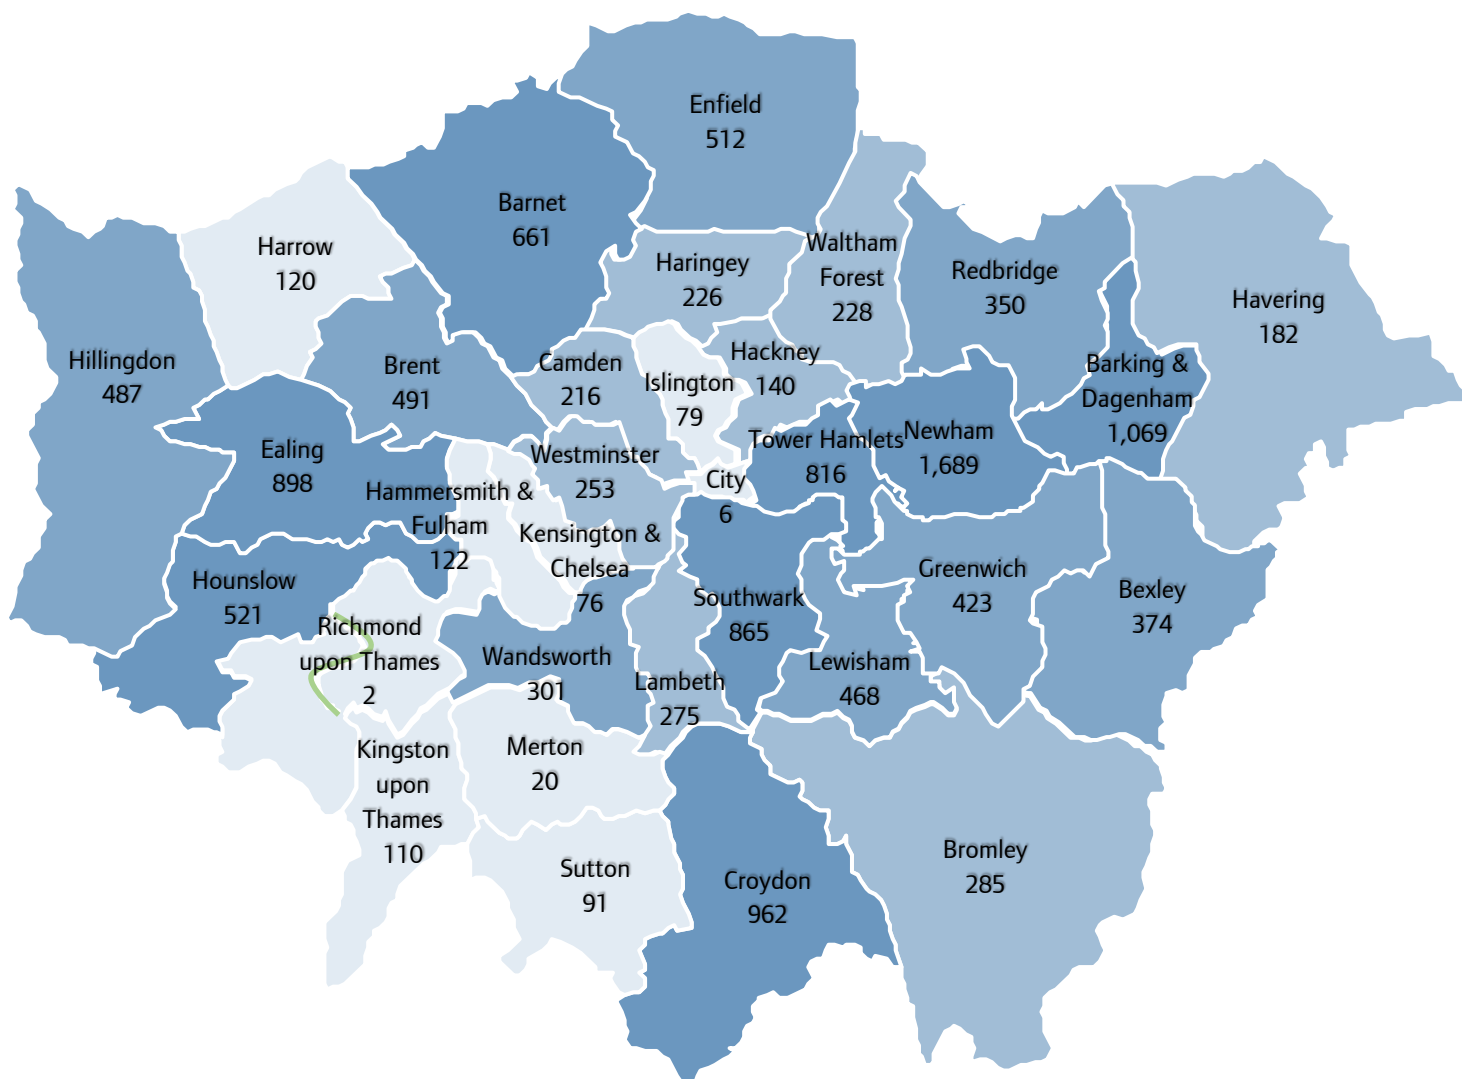 Enfield
512
Barnet
661
Harrow
120
Haringey
226
Waltham
Forest
228
Redbridge
350
Havering
182
Hillingdon
487
Brent
491
Camden
216
Islington
79
Hackney
140
Barking &
Dagenham
1,069
Ealing
898
Westminster
253
City
6
Tower Hamlets
816
Newham
1,689
Hammersmith &
Fulham
122
Kensington &
Chelsea
76
Hounslow
521
Southwark
865
Greenwich
423
Bexley
374
Richmond
upon Thames
2
Wandsworth
301
Lambeth
275
Lewisham
468
Kingston
upon
Thames
110
Merton
20
Sutton
91
Croydon
962
Bromley
285